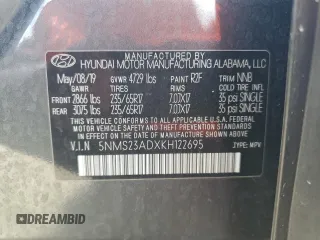 MANUFACTURED BY
HYUNDAI MOTOR MANUFACTURING ALABAMA, LLC
May/08/19 GVWR 4729 lbs PAINT R2F TRIM NNB
GAWR TIRES RIMS COLD TIRE INFL
FRONT 2866 lbs 235/65R17 7.0JX17 35 psi SINGLE
REAR 3075 lbs 235/65R17 7.0JX17 35 psi SINGLE
THIS VEHICLE CONFORMS TO ALL APPLICABLE
FEDERAL MOTOR VEHICLE SAFETY, BUMPER, AND
THEFT PREVENTION STANDARDS IN EFFECT ON
THE DATE OF MANUFACTURE SHOWN ABOVE.
V.I.N 5NMS23ADXKH122695 TYPE: MPV
DREAMBID